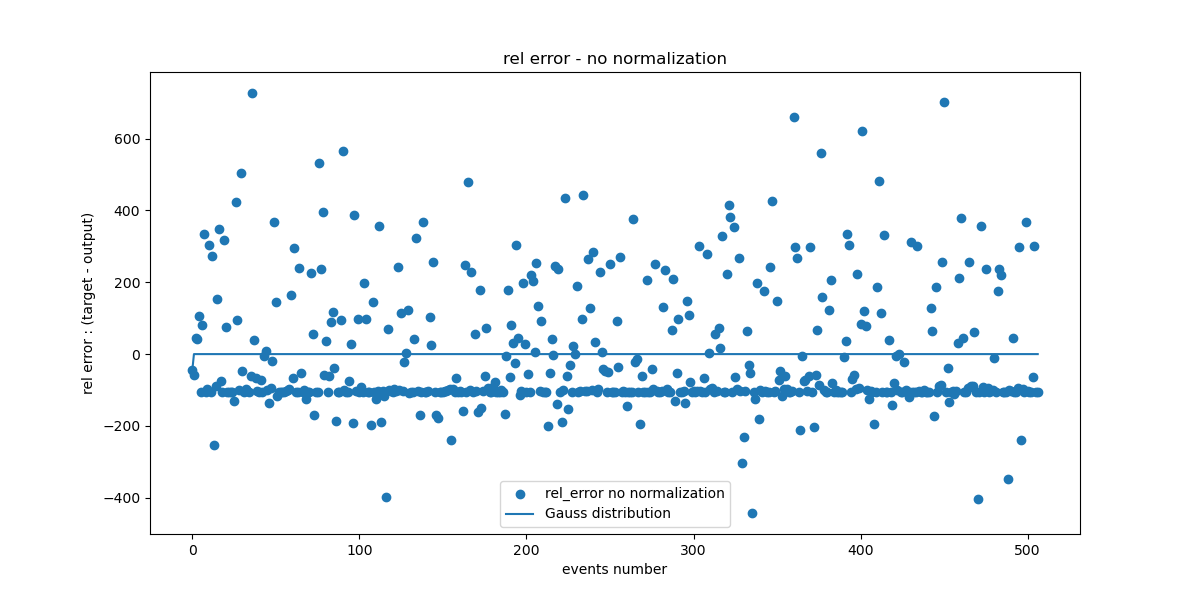 rel error - no normalization
rel error : (target - output)
600
400
200
0
−200
−400
0 100 200 300 400 500
events number
rel_error no normalization
Gauss distribution